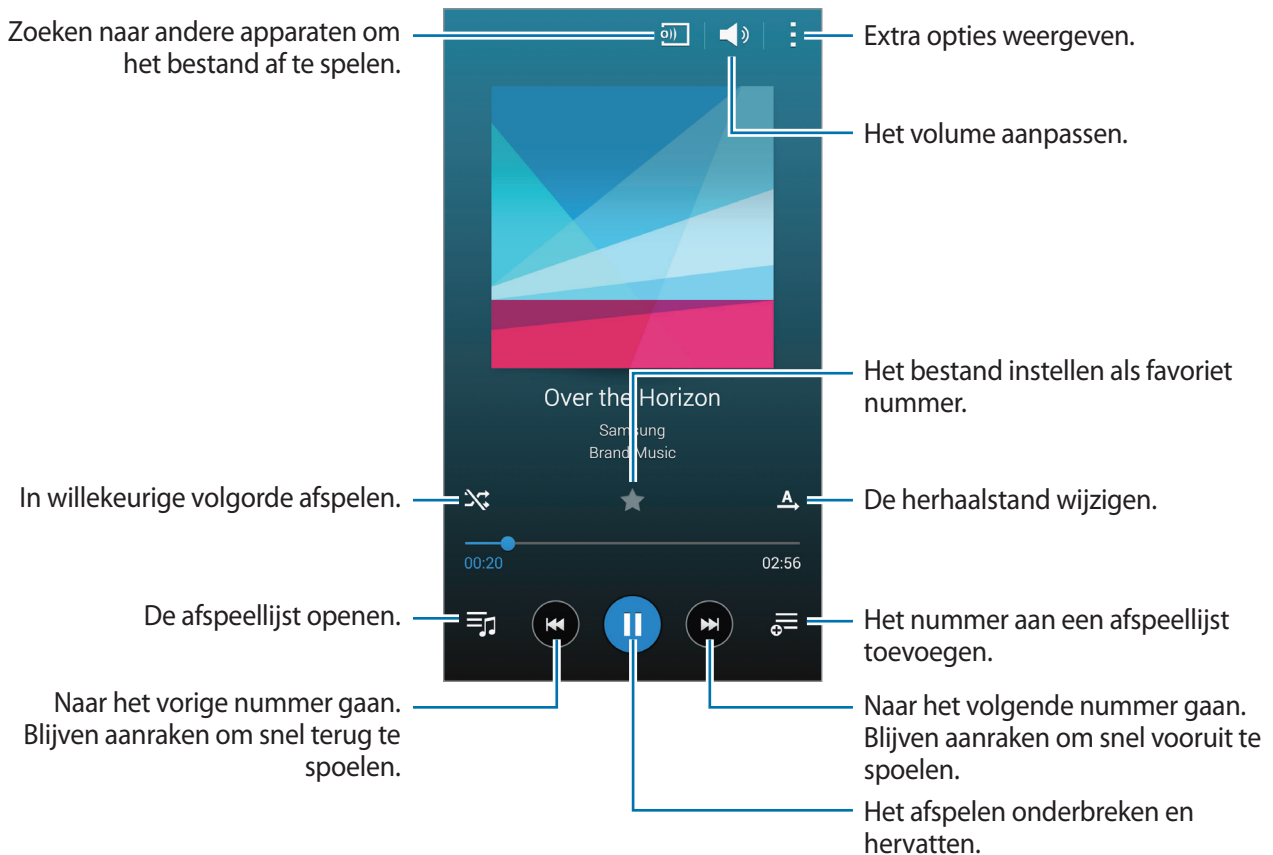 Zoeken naar andere apparaten om
het bestand af te spelen.
Extra opties weergeven.
Het volume aanpassen.
Het bestand instellen als favoriet
nummer.
Over the Horizon
Samsung
Brand Music
In willekeurige volgorde afspelen.
A
De herhaalstand wijzigen.
00:20
02:56
De afspeellijst openen.
Het nummer aan een afspeellijst
toevoegen.
Naar het vorige nummer gaan.
Blijven aanraken om snel terug te
spoelen.
Naar het volgende nummer gaan.
Blijven aanraken om snel vooruit te
spoelen.
Het afspelen onderbreken en
hervatten.